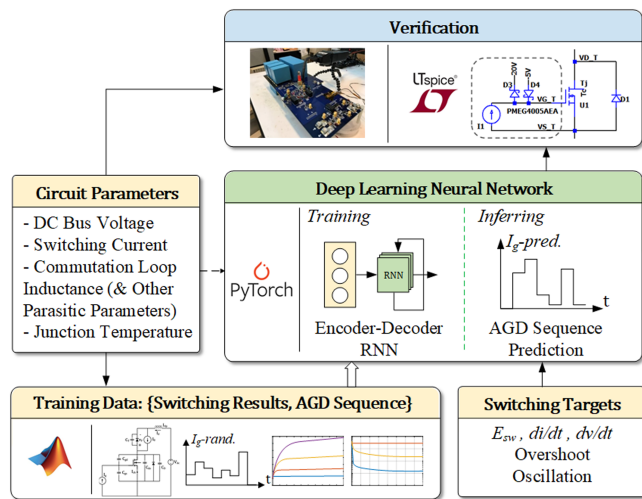 Verification
LTspice
20V
5V
D3
D4
VD_T
Tj
Tc
VG_T
U1
D1
PMEG4005AEA
I1
VS_T
Circuit Parameters
- DC Bus Voltage
- Switching Current
- Commutation Loop
Inductance (& Other
Parasitic Parameters)
- Junction Temperature
Deep Learning Neural Network
Training
Inferring
PyTorch
RNN
Ig-pred.
t
Encoder-Decoder
RNN
AGD Sequence
Prediction
Training Data: {Switching Results, AGD Sequence}
Ig-rand.
t
Switching Targets
Esw , di/dt , dv/dt
Overshoot
Oscillation